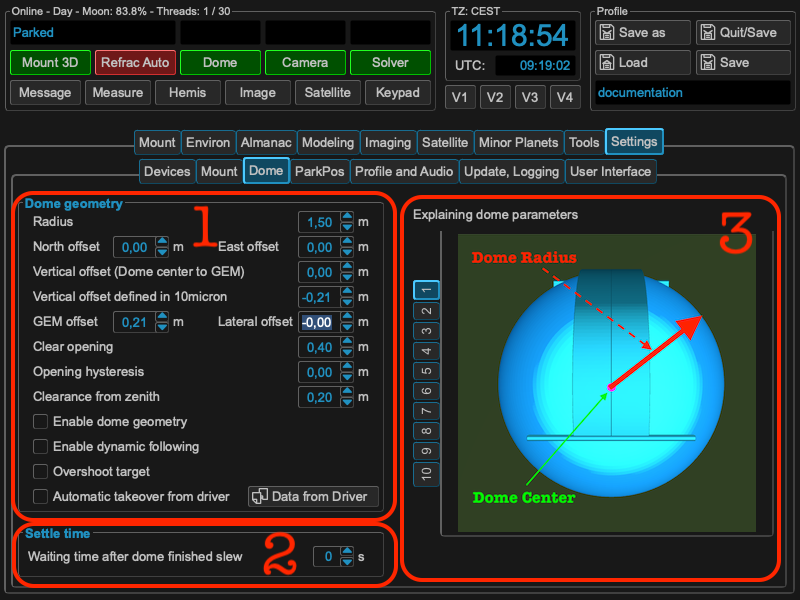 Online - Day - Moon: 83.8% - Threads: 1 / 30
TZ: CEST
Profile
Parked
11:18:54
Save as
Quit/Save
Mount 3D
Refrac Auto
Dome
Camera
Solver
UTC:
09:19:02
Load
Save
Message
Measure
Hemis
Image
Satellite
Keypad
V1
V2
V3
V4
documentation
Mount
Environ
Almanac
Modeling
Imaging
Satellite
Minor Planets
Tools
Settings
Devices
Mount
Dome
ParkPos
Profile and Audio
Update, Logging
User Interface
Dome geometry
1
Radius 1,50 m
North offset 0,00 m East offset 0,00 m
Vertical offset (Dome center to GEM) 0,00 m
Vertical offset defined in 10micron -0,21 m
GEM offset 0,21 m Lateral offset -0,00 m
Clear opening 0,40 m
Opening hysteresis 0,00 m
Clearance from zenith 0,20 m
Enable dome geometry
Enable dynamic following
Overshoot target
Automatic takeover from driver
Data from Driver
Settle time
2
Waiting time after dome finished slew 0 s
Explaining dome parameters
3
1
2
3
4
5
6
7
8
9
10
Dome Radius
Dome Center